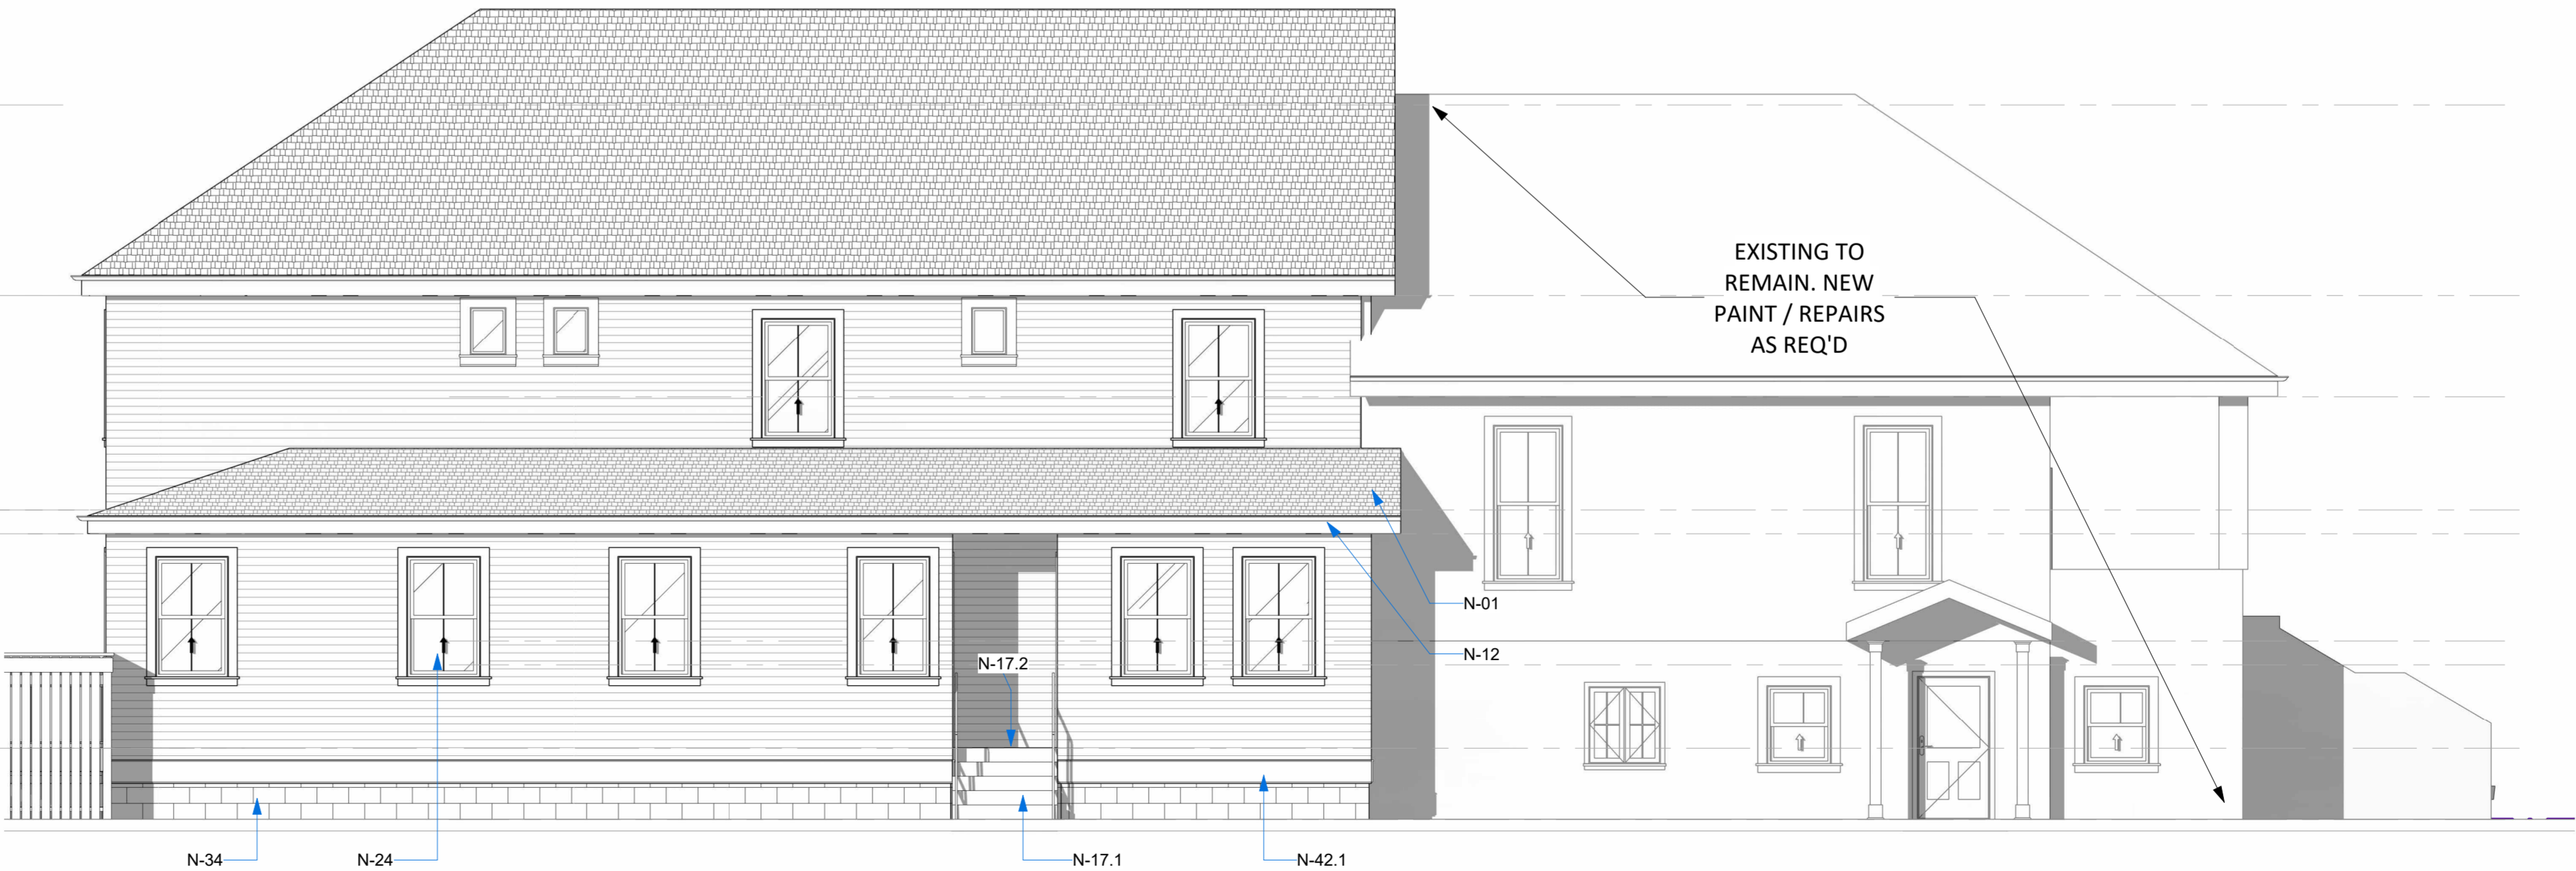 EXISTING TO
REMAIN. NEW
PAINT / REPAIRS
AS REQ'D
N-01
N-12
N-17.2
N-34
N-24
N-17.1
N-42.1